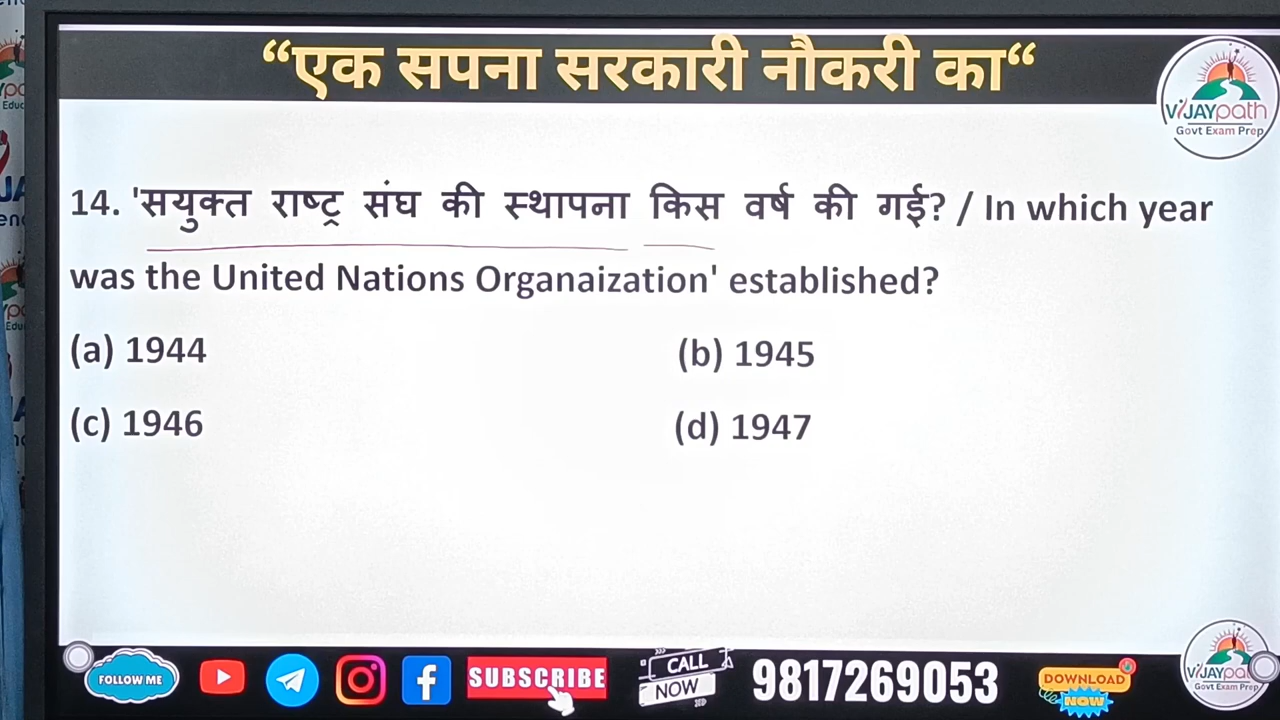 “एक सपना सरकारी नौकरी का“
VIJAYpath
Govt Exam Prep
14. 'सयुक्त राष्ट्र संघ की स्थापना किस वर्ष की गई? / In which year
was the United Nations Organaization' established?
(a) 1944
(b) 1945
(c) 1946
(d) 1947
FOLLOW ME
SUBSCRIBE
CALL
NOW
9817269053
DOWNLOAD
NOW
VIJAYpath
Govt Exam Prep